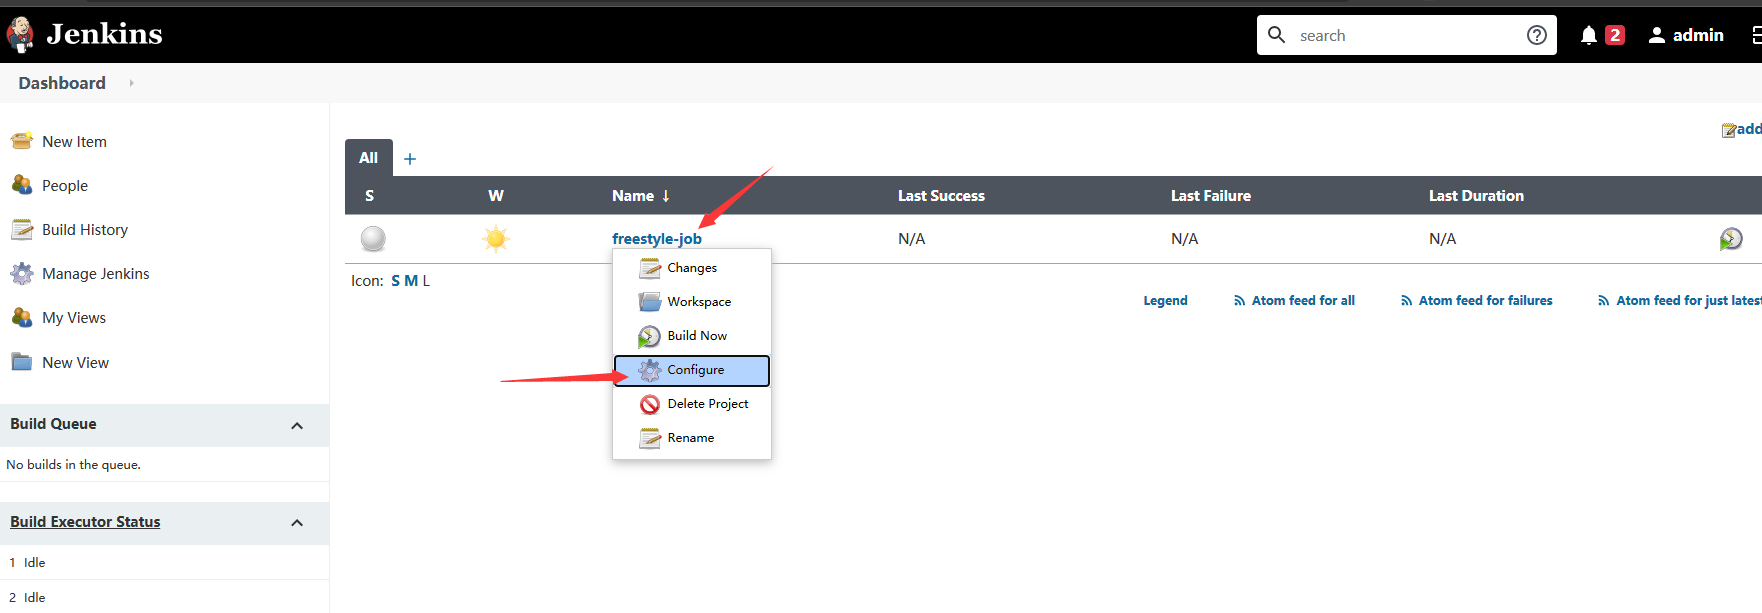 Jenkins
search
2
admin
Dashboard
New Item
People
Build History
Manage Jenkins
My Views
New View
Build Queue
No builds in the queue.
Build Executor Status
1 Idle
2 Idle
add
All +
S W Name ↓ Last Success Last Failure Last Duration
freestyle-job N/A N/A N/A
Icon: S M L
Changes
Workspace
Build Now
Configure
Delete Project
Rename
Legend Atom feed for all Atom feed for failures Atom feed for just latest